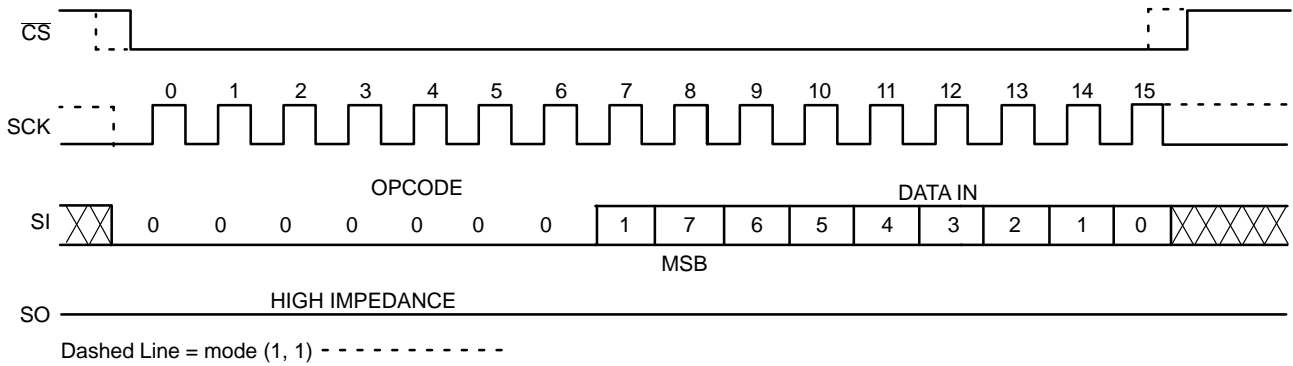 CS
0 1 2 3 4 5 6 7 8 9 10 11 12 13 14 15
SCK
OPCODE DATA IN
SI 0 0 0 0 0 0 0 1 7 6 5 4 3 2 1 0
MSB
HIGH IMPEDANCE
SO
Dashed Line = mode (1, 1)